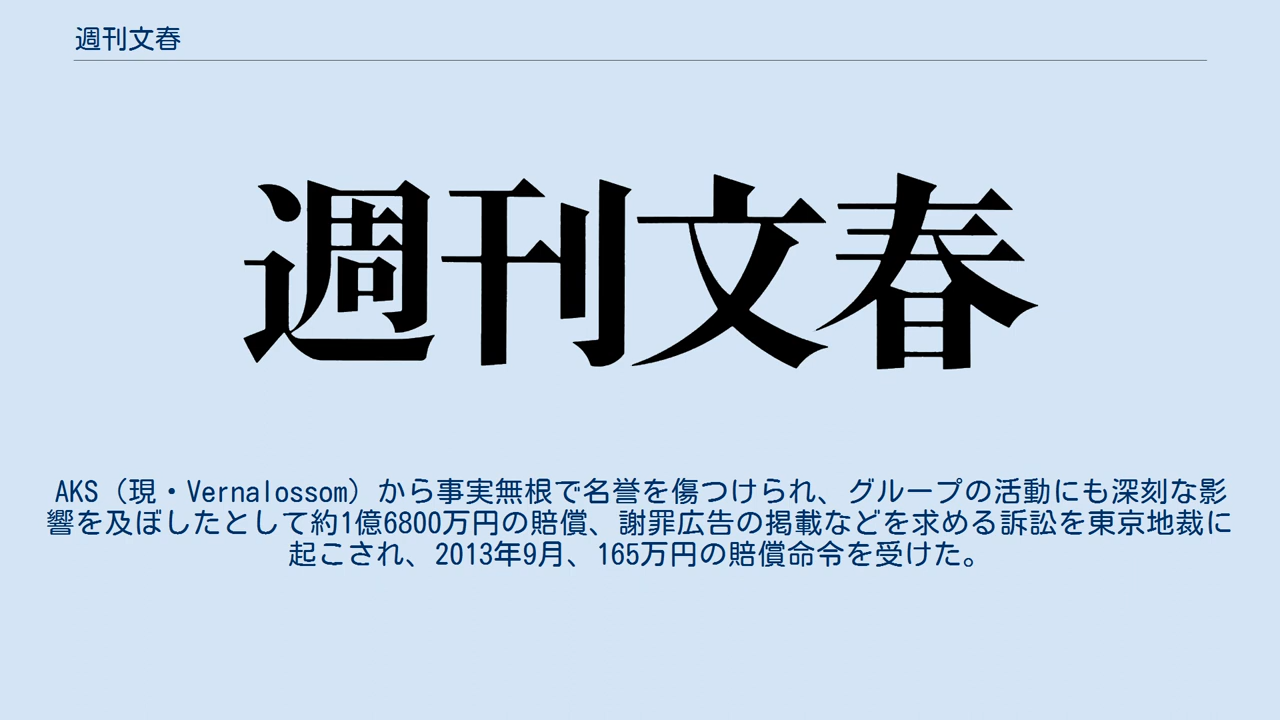 週刊文春
週刊文春
AKS（現・Vernalossom）から事実無根で名誉を傷つけられ、グループの活動にも深刻な影
響を及ぼしたとして約1億6800万円の賠償、謝罪広告の掲載などを求める訴訟を東京地裁に
起こされ、2013年9月、165万円の賠償命令を受けた。